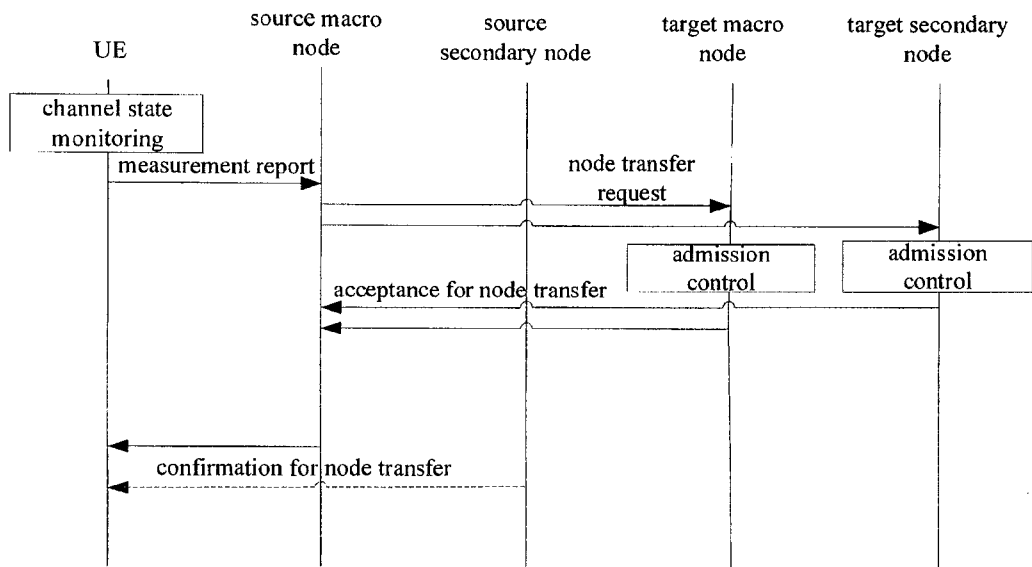 UE
source macro
node
source
secondary node
target macro
node
target secondary
node
channel state
monitoring
measurement report
node transfer
request
admission
control
admission
control
acceptance for node transfer
confirmation for node transfer